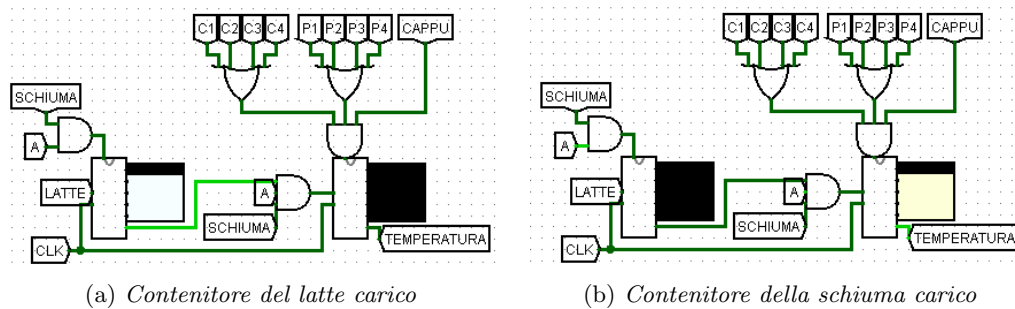 C1 C2 C3 C4 P1 P2 P3 P4 CAPPU
SCHIUMA
A
LATTE
A
SCHIUMA
TEMPERATURA
CLK
(a) Contenitore del latte carico
C1 C2 C3 C4 P1 P2 P3 P4 CAPPU
SCHIUMA
A
LATTE
A
SCHIUMA
TEMPERATURA
CLK
(b) Contenitore della schiuma carico